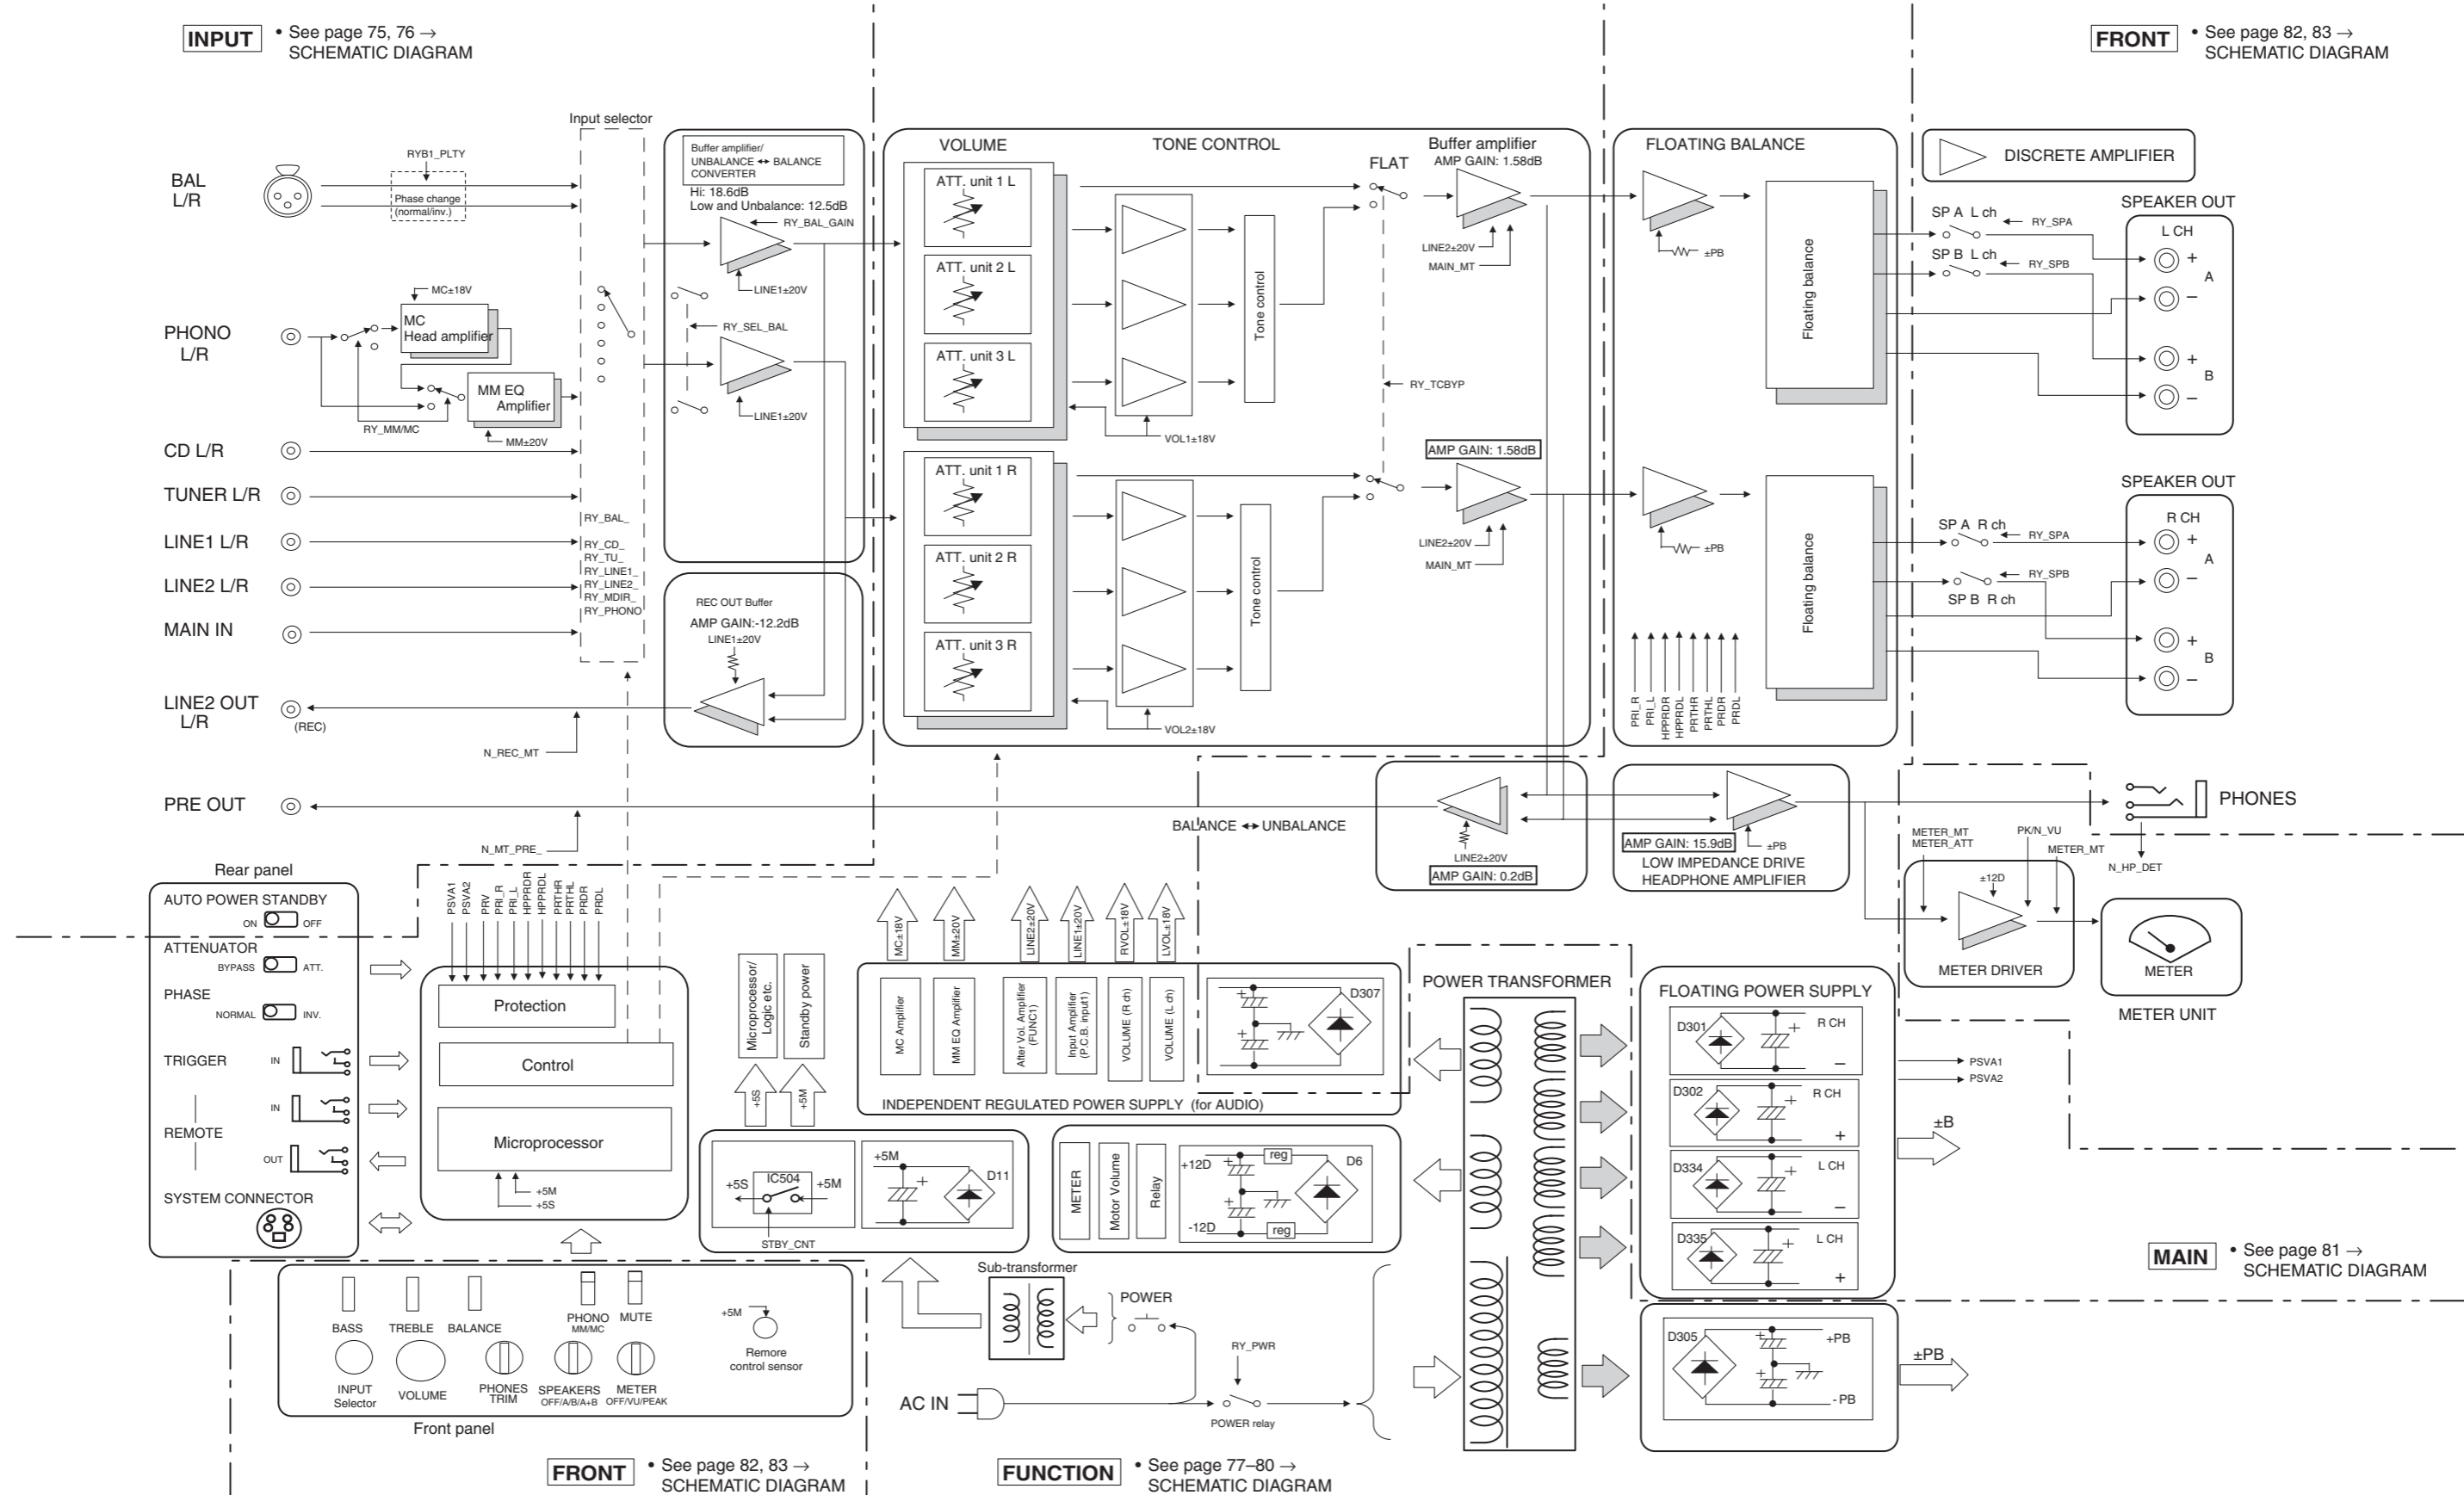 INPUT
• See page 75, 76 →
SCHEMATIC DIAGRAM
FRONT
• See page 82, 83 →
SCHEMATIC DIAGRAM
Input selector
BAL
L/R
RYB1_PLTY
Phase change
(normal/inv.)
PHONO
L/R
MC±18V
MC
Head amplifier
MM EQ
Amplifier
RY_MM/MC
MM±20V
CD L/R
TUNER L/R
LINE1 L/R
LINE2 L/R
MAIN IN
LINE2 OUT
L/R
(REC)
N_REC_MT
PRE OUT
N_MT_PRE_
RY_BAL_
RY_CD_
RY_TU_
RY_LINE1_
RY_LINE2_
RY_MDIR_
RY_PHONO
Buffer amplifier/
UNBALANCE ↔ BALANCE
CONVERTER
Hi: 18.6dB
Low and Unbalance: 12.5dB
RY_BAL_GAIN
LINE1±20V
RY_SEL_BAL
LINE1±20V
REC OUT Buffer
AMP GAIN:-12.2dB
LINE1±20V
VOLUME
TONE CONTROL
ATT. unit 1 L
ATT. unit 2 L
ATT. unit 3 L
Tone control
VOL1±18V
ATT. unit 1 R
ATT. unit 2 R
ATT. unit 3 R
Tone control
VOL2±18V
FLAT
RY_TCBYP
Buffer amplifier
AMP GAIN: 1.58dB
LINE2±20V
MAIN_MT
AMP GAIN: 1.58dB
LINE2±20V
MAIN_MT
FLOATING BALANCE
±PB
Floating balance
±PB
Floating balance
PRI_R
PRI_L
HPPRDR
HPPRDL
PRTHR
PRTHL
PRDR
PRDL
DISCRETE AMPLIFIER
SPEAKER OUT
L CH
SP A L ch
RY_SPA
SP B L ch
RY_SPB
+
A
−
+
B
−
SPEAKER OUT
R CH
SP A R ch
RY_SPA
RY_SPB
SP B R ch
+
A
−
+
B
−
BALANCE ↔ UNBALANCE
LINE2±20V
AMP GAIN: 0.2dB
AMP GAIN: 15.9dB
±PB
LOW IMPEDANCE DRIVE
HEADPHONE AMPLIFIER
PHONES
N_HP_DET
METER_MT
METER_ATT
PK/N_VU
METER_MT
±12D
METER DRIVER
METER
METER UNIT
Rear panel
AUTO POWER STANDBY
ON
OFF
ATTENUATOR
BYPASS
ATT.
PHASE
NORMAL
INV.
TRIGGER
IN
IN
REMOTE
OUT
SYSTEM CONNECTOR
PSVA1
PSVA2
PRV
PRI_R
PRI_L
HPPRDR
HPPRDL
PRTHR
PRTHL
PRDR
PRDL
Protection
Control
Microprocessor
+5M
+5S
Microprocessor/
Logic etc.
Standby power
+5S
+5M
MC±18V
MM±20V
LINE2±20V
LINE1±20V
RVOL±18V
LVOL±18V
MC Amplifier
MM EQ Amplifier
After Vol. Amplifier
(FUNC1)
Input Amplifier
(P.C.B. input1)
VOLUME (R ch)
VOLUME (L ch)
+
+
D307
INDEPENDENT REGULATED POWER SUPPLY (for AUDIO)
+5S
IC504
+5M
STBY_CNT
+5M
+
D11
METER
Motor Volume
Relay
+12D
reg
D6
+
+
-12D
reg
POWER TRANSFORMER
FLOATING POWER SUPPLY
D301
+
R CH
−
D302
+
R CH
+
D334
+
L CH
−
D335
+
L CH
+
PSVA1
PSVA2
±B
D305
+
+PB
+
- PB
±PB
MAIN
• See page 81 →
SCHEMATIC DIAGRAM
Sub-transformer
POWER
RY_PWR
AC IN
POWER relay
BASS
TREBLE
BALANCE
PHONO
MM/MC
MUTE
+5M
Remore
control sensor
INPUT
Selector
VOLUME
PHONES
TRIM
SPEAKERS
OFF/A/B/A+B
METER
OFF/VU/PEAK
Front panel
FRONT
• See page 82, 83 →
SCHEMATIC DIAGRAM
FUNCTION
• See page 77–80 →
SCHEMATIC DIAGRAM